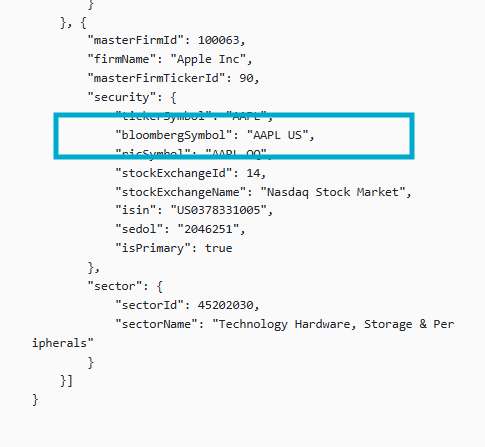 }
}, {
"masterFirmId": 100063,
"firmName": "Apple Inc",
"masterFirmTickerId": 90,
"security": {
"tickerSymbol": "AAPL",
"bloombergSymbol": "AAPL US",
"ricSymbol": "AAPL.OQ",
"stockExchangeId": 14,
"stockExchangeName": "Nasdaq Stock Market",
"isin": "US0378331005",
"sedol": "2046251",
"isPrimary": true
},
"sector": {
"sectorId": 45202030,
"sectorName": "Technology Hardware, Storage & Per
ipherals"
}
}]
}